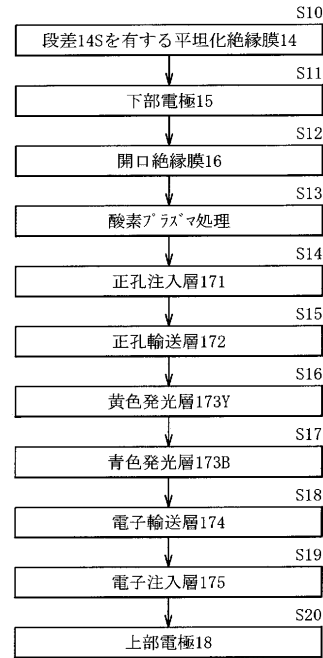 S10
段差14Sを有する平坦化絶縁膜14
S11
下部電極15
S12
開口絶縁膜16
S13
酸素ﾌﾟﾗｽﾞﾏ処理
S14
正孔注入層171
S15
正孔輸送層172
S16
黄色発光層173Y
S17
青色発光層173B
S18
電子輸送層174
S19
電子注入層175
S20
上部電極18